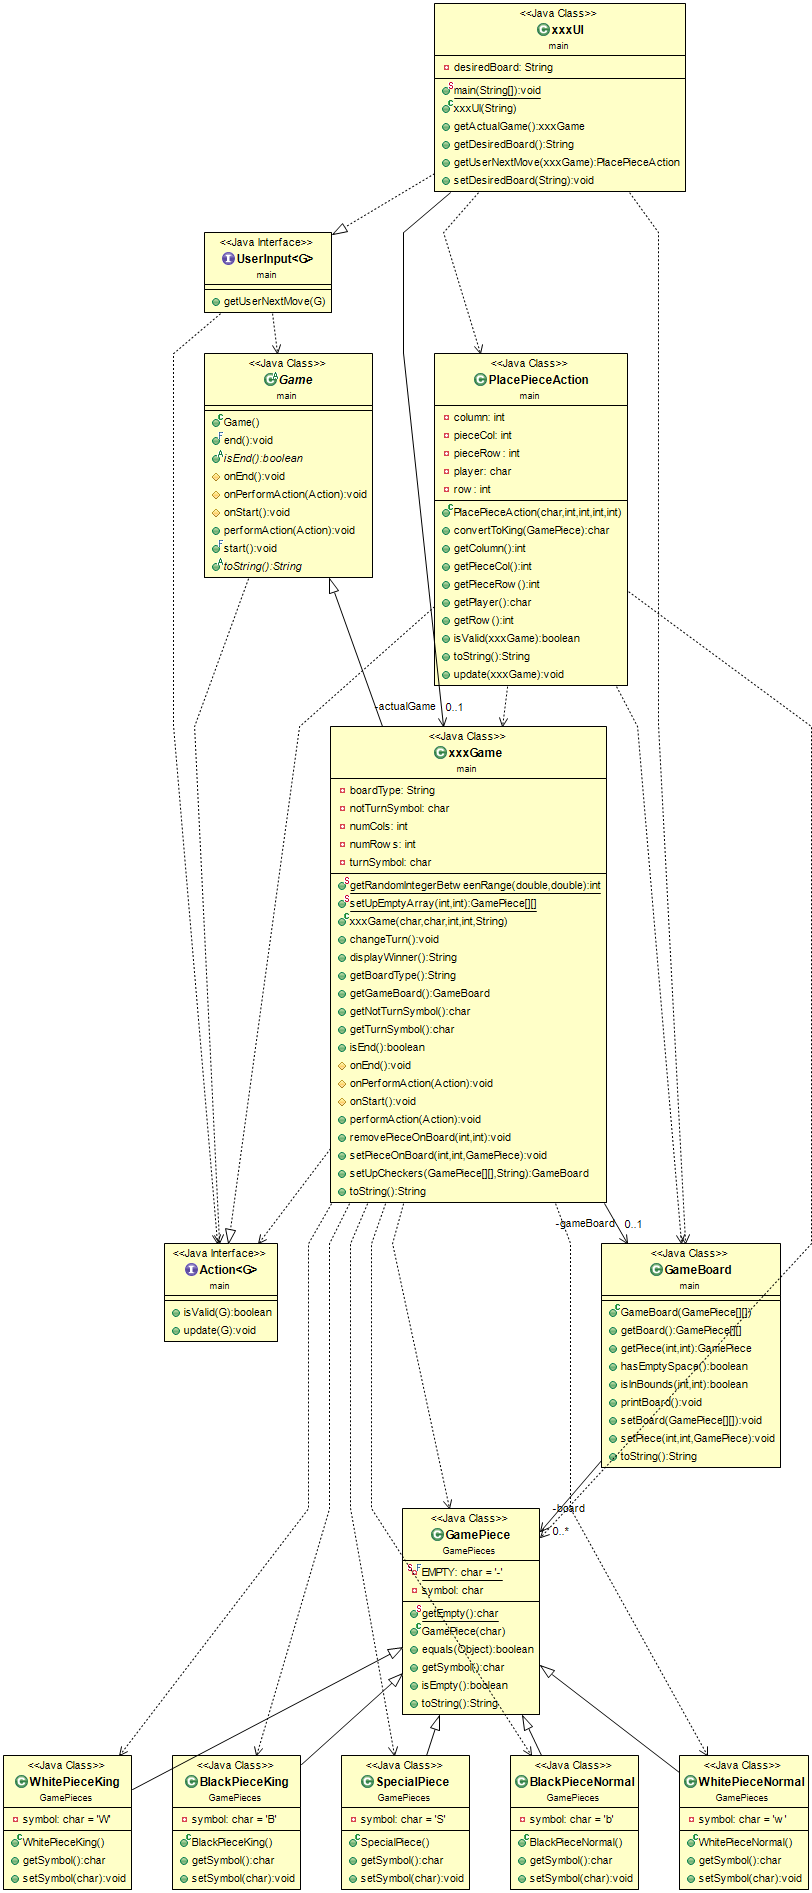 <<Java Class>>
xxxUI
main
desiredBoard: String
main(String[]):void
xxxUI(String)
getActualGame():xxxGame
getDesiredBoard():String
getUserNextMove(xxxGame):PlacePieceAction
setDesiredBoard(String):void
<<Java Interface>>
UserInput<G>
main
getUserNextMove(G)
<<Java Class>>
Game
main
Game()
end():void
isEnd():boolean
onEnd():void
onPerformAction(Action):void
onStart():void
performAction(Action):void
start():void
toString():String
<<Java Class>>
PlacePieceAction
main
column: int
pieceCol: int
pieceRow: int
player: char
row: int
PlacePieceAction(char,int,int,int,int)
convertToKing(GamePiece):char
getColumn():int
getPieceCol():int
getPieceRow():int
getPlayer():char
getRow():int
isValid(xxxGame):boolean
toString():String
update(xxxGame):void
-actualGame 0..1
<<Java Class>>
xxxGame
main
boardType: String
notTurnSymbol: char
numCols: int
numRows: int
turnSymbol: char
getRandomIntegerBetweenRange(double,double):int
setUpEmptyArray(int,int):GamePiece[][]
xxxGame(char,char,int,int,String)
changeTurn():void
displayWinner():String
getBoardType():String
getGameBoard():GameBoard
getNotTurnSymbol():char
getTurnSymbol():char
isEnd():boolean
onEnd():void
onPerformAction(Action):void
onStart():void
performAction(Action):void
removePieceOnBoard(int,int):void
setPieceOnBoard(int,int,GamePiece):void
setUpCheckers(GamePiece[][],String):GameBoard
toString():String
-gameBoard 0..1
<<Java Interface>>
Action<G>
main
isValid(G):boolean
update(G):void
<<Java Class>>
GameBoard
main
GameBoard(GamePiece[][])
getBoard():GamePiece[][]
getPiece(int,int):GamePiece
hasEmptySpace():boolean
isInBounds(int,int):boolean
printBoard():void
setBoard(GamePiece[][]):void
setPiece(int,int,GamePiece):void
toString():String
-board
0..*
<<Java Class>>
GamePiece
GamePieces
EMPTY: char = '-'
symbol: char
getEmpty():char
GamePiece(char)
equals(Object):boolean
getSymbol():char
isEmpty():boolean
toString():String
<<Java Class>>
WhitePieceKing
GamePieces
symbol: char = 'W'
WhitePieceKing()
getSymbol():char
setSymbol(char):void
<<Java Class>>
BlackPieceKing
GamePieces
symbol: char = 'B'
BlackPieceKing()
getSymbol():char
setSymbol(char):void
<<Java Class>>
SpecialPiece
GamePieces
symbol: char = 'S'
SpecialPiece()
getSymbol():char
setSymbol(char):void
<<Java Class>>
BlackPieceNormal
GamePieces
symbol: char = 'b'
BlackPieceNormal()
getSymbol():char
setSymbol(char):void
<<Java Class>>
WhitePieceNormal
GamePieces
symbol: char = 'w'
WhitePieceNormal()
getSymbol():char
setSymbol(char):void